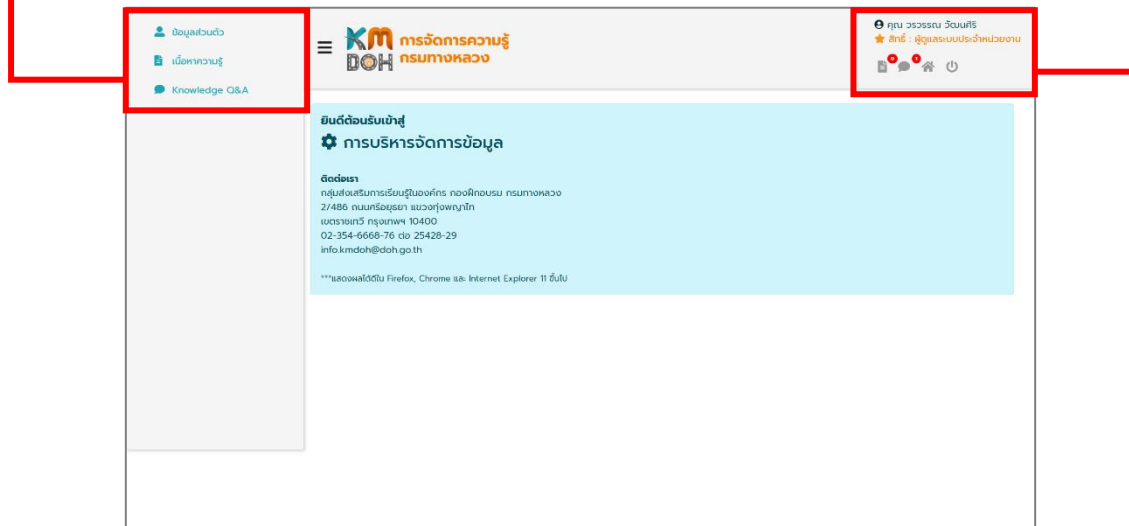 ข้อมูลส่วนตัว
เนื้อหาความรู้
Knowledge Q&A
KM
DOH
การจัดการความรู้
กรมทางหลวง
คุณ วรวรรณ วัฒนศิริ
สิทธิ์ : ผู้ดูแลระบบประจำหน่วยงาน
0
1
ยินดีต้อนรับเข้าสู่
การบริหารจัดการข้อมูล
ติดต่อเรา
กลุ่มส่งเสริมการเรียนรู้ในองค์กร กองฝึกอบรม กรมทางหลวง
2/486 ถนนศรีอยุธยา แขวงทุ่งพญาไท
เขตราชเทวี กรุงเทพฯ 10400
02-354-6668-76 ต่อ 25428-29
info.kmdoh@doh.go.th
***แสดงผลได้ดีใน Firefox, Chrome และ Internet Explorer 11 ขึ้นไป